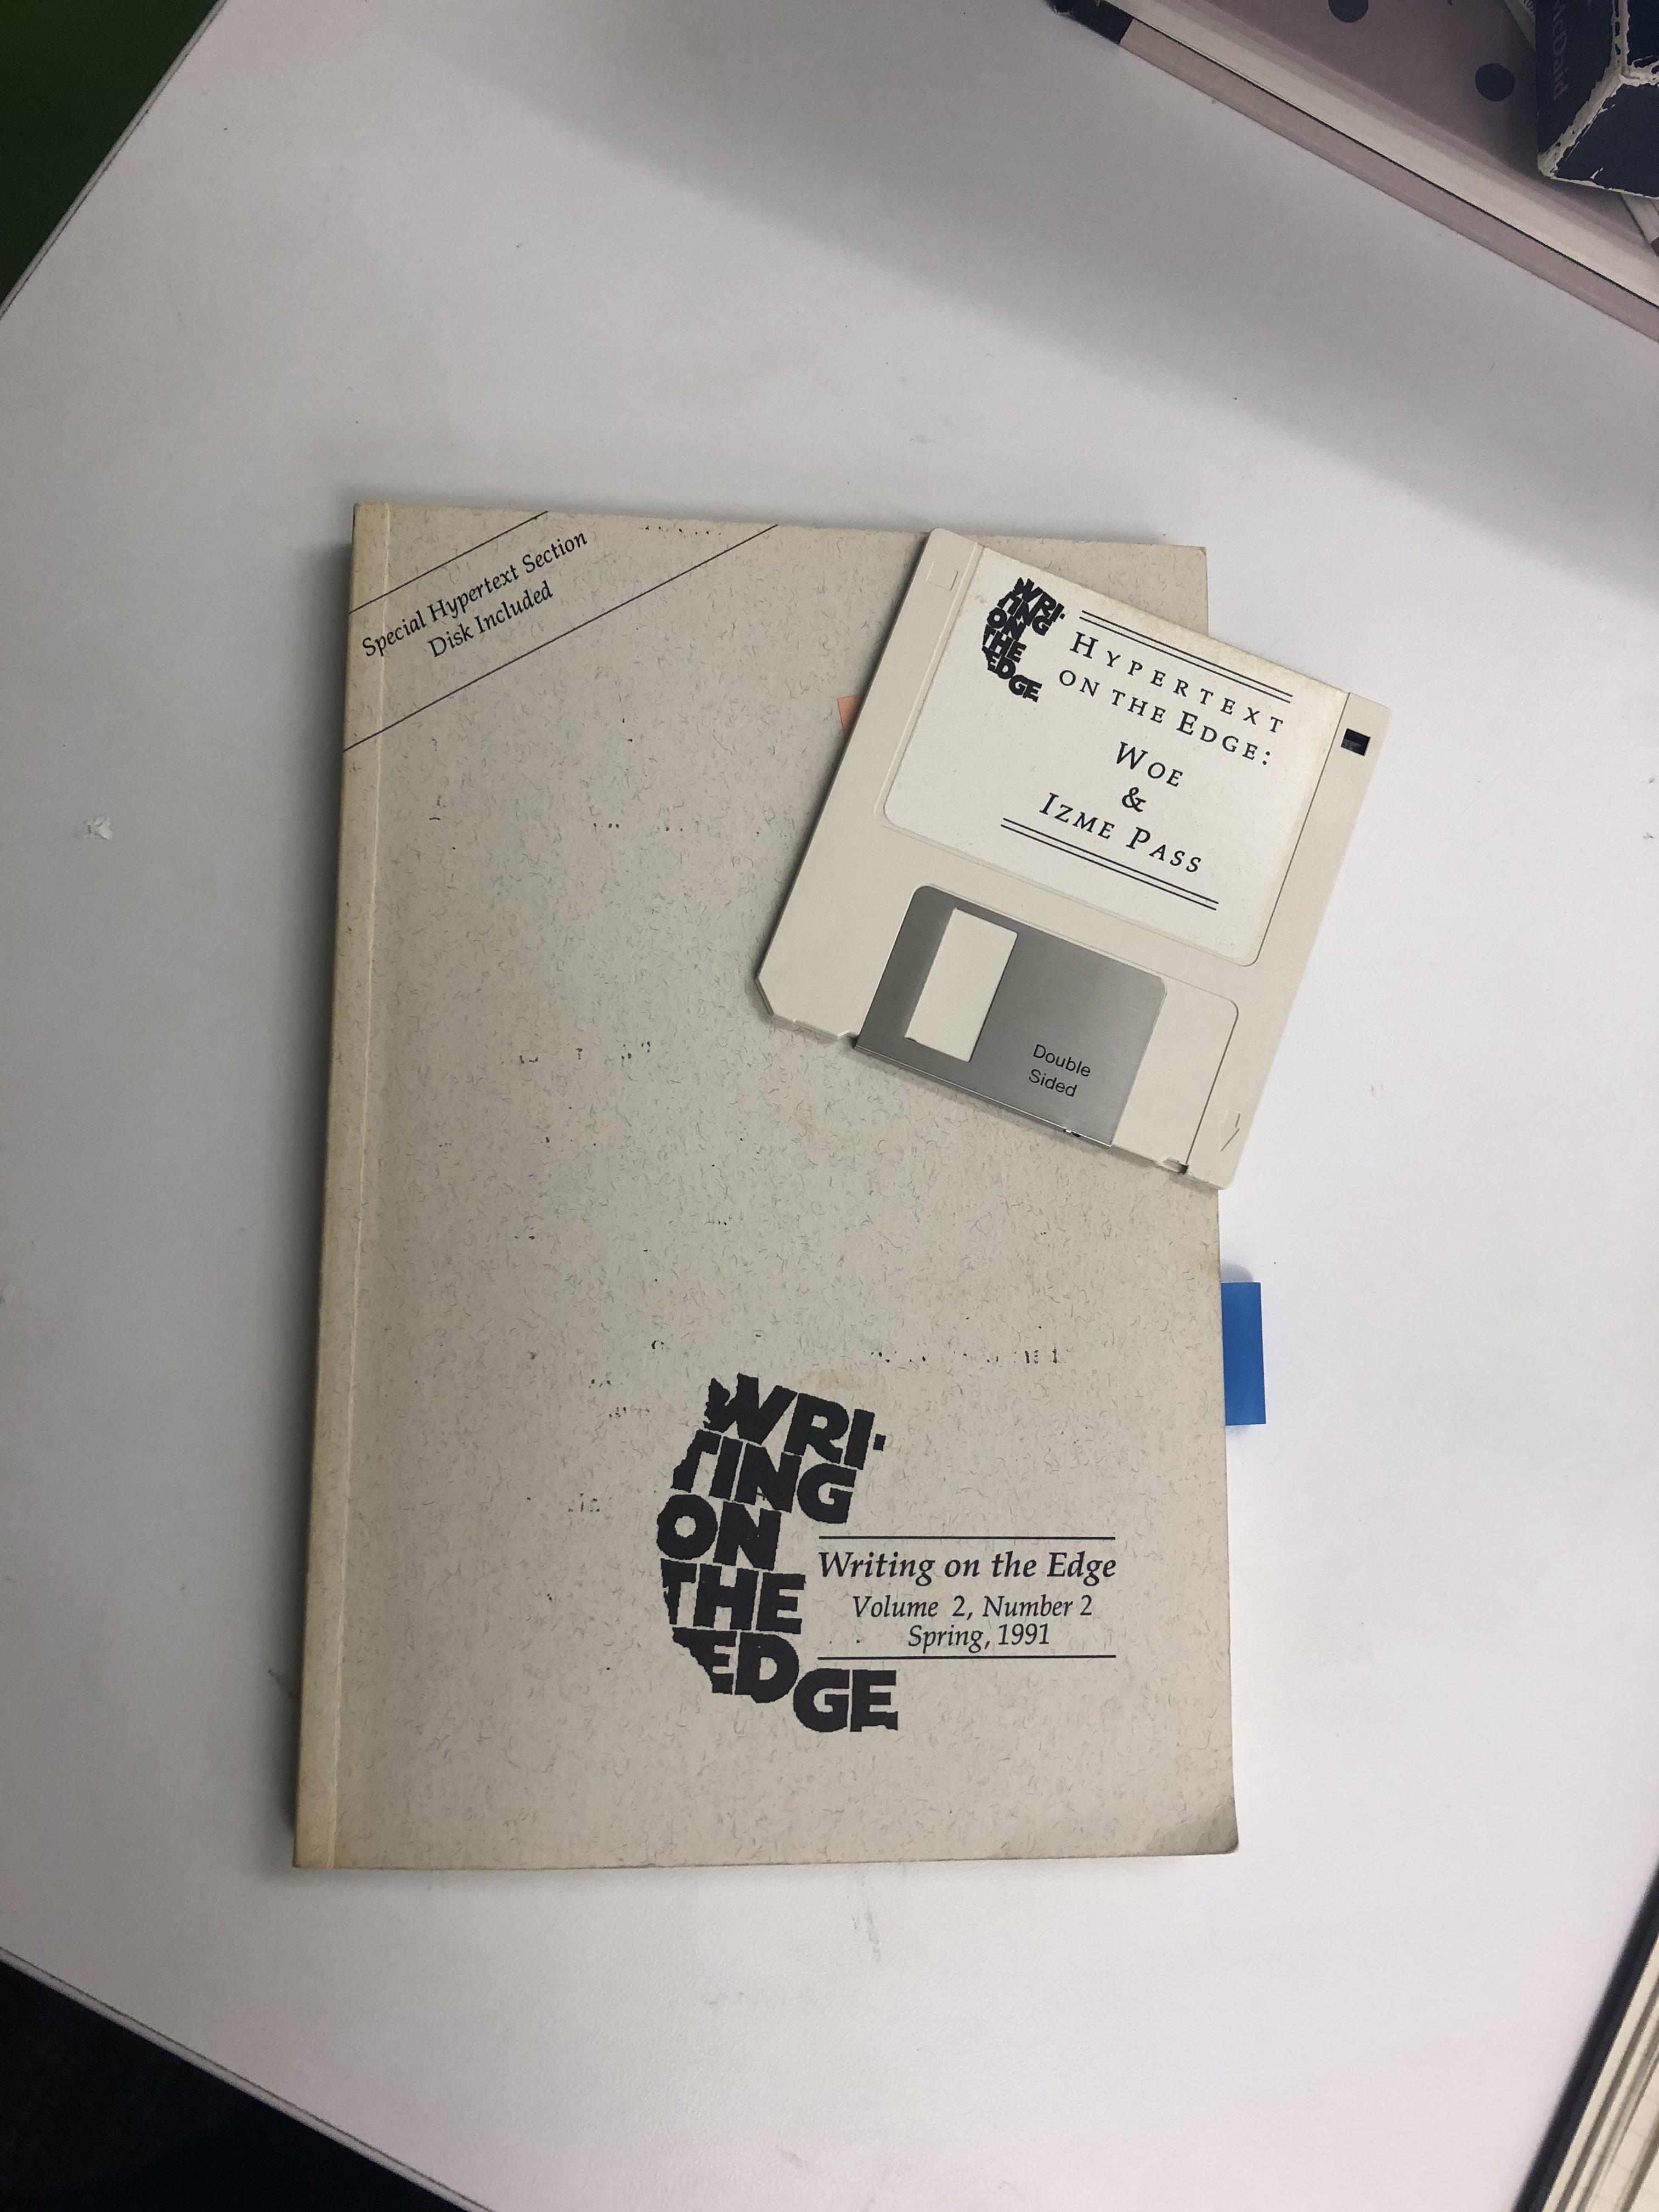 Special Hypertext Section
Disk Included
WRI-
TING
ON
THE
EDGE
HYPERTEXT
ON THE EDGE:
WOE
&
IZME PASS
Double
Sided
WRI-
TING
ON
THE
EDGE
Writing on the Edge
Volume 2, Number 2
Spring, 1991